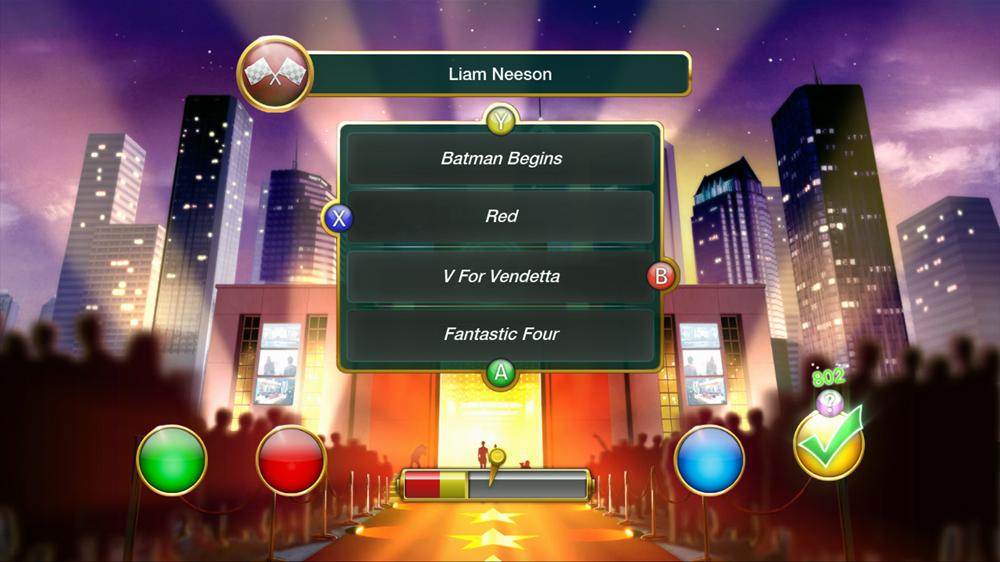 Liam Neeson
Y
Batman Begins
X
Red
V For Vendetta
B
Fantastic Four
A
802
?